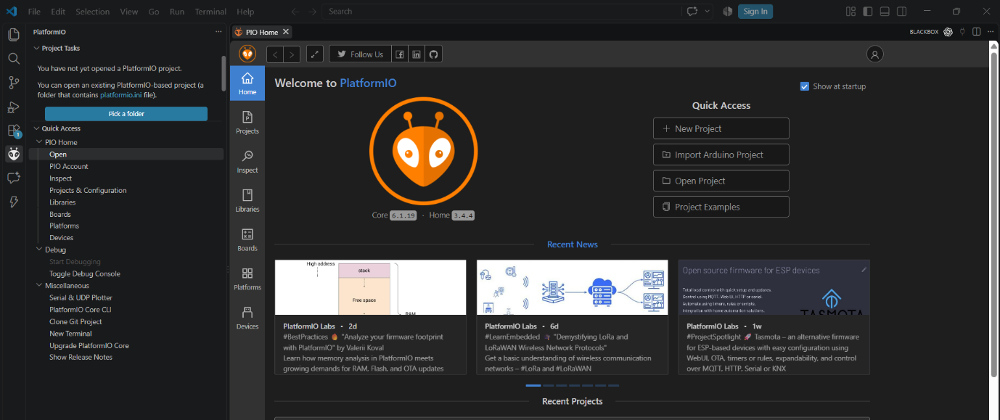 File Edit Selection View Go Run Terminal Help
Search
Sign In
PlatformIO
PIO Home
BLACKBOX
Project Tasks
You have not yet opened a PlatformIO project.
You can open an existing PlatformIO-based project (a
folder that contains platformio.ini file).
Pick a folder
Quick Access
PIO Home
Open
PIO Account
Inspect
Projects & Configuration
Libraries
Boards
Platforms
Devices
Debug
Start Debugging
Toggle Debug Console
Miscellaneous
Serial & UDP Plotter
PlatformIO Core CLI
Clone Git Project
New Terminal
Upgrade PlatformIO Core
Show Release Notes
1
Follow Us
Home
Projects
Inspect
Libraries
Boards
Platforms
Devices
Welcome to PlatformIO
Show at startup
Core 6.1.19 · Home 3.4.4
Quick Access
New Project
Import Arduino Project
Open Project
Project Examples
Recent News
High address
stack
Free space
RAM
PlatformIO Labs • 2d
#BestPractices "Analyze your firmware footprint
with PlatformIO" by Valerii Koval
Learn how memory analysis in PlatformIO meets
growing demands for RAM, Flash, and OTA updates
PlatformIO Labs • 6d
#LearnEmbedded "Demystifying LoRa and
LoRaWAN Wireless Network Protocols"
Get a basic understanding of wireless communication
networks – #LoRa and #LoRaWAN
Open source firmware for ESP devices
Total local control with quick setup and updates.
Control using MQTT, Web UI, HTTP or serial.
Automate using timers, rules or scripts.
Integration with home automation solutions.
TASMOTA
PlatformIO Labs • 1w
#ProjectSpotlight 🚀 Tasmota – an alternative firmware
for ESP-based devices with easy configuration using
WebUI, OTA, timers or rules, expandability, and control
over MQTT, HTTP, Serial or KNX
Recent Projects